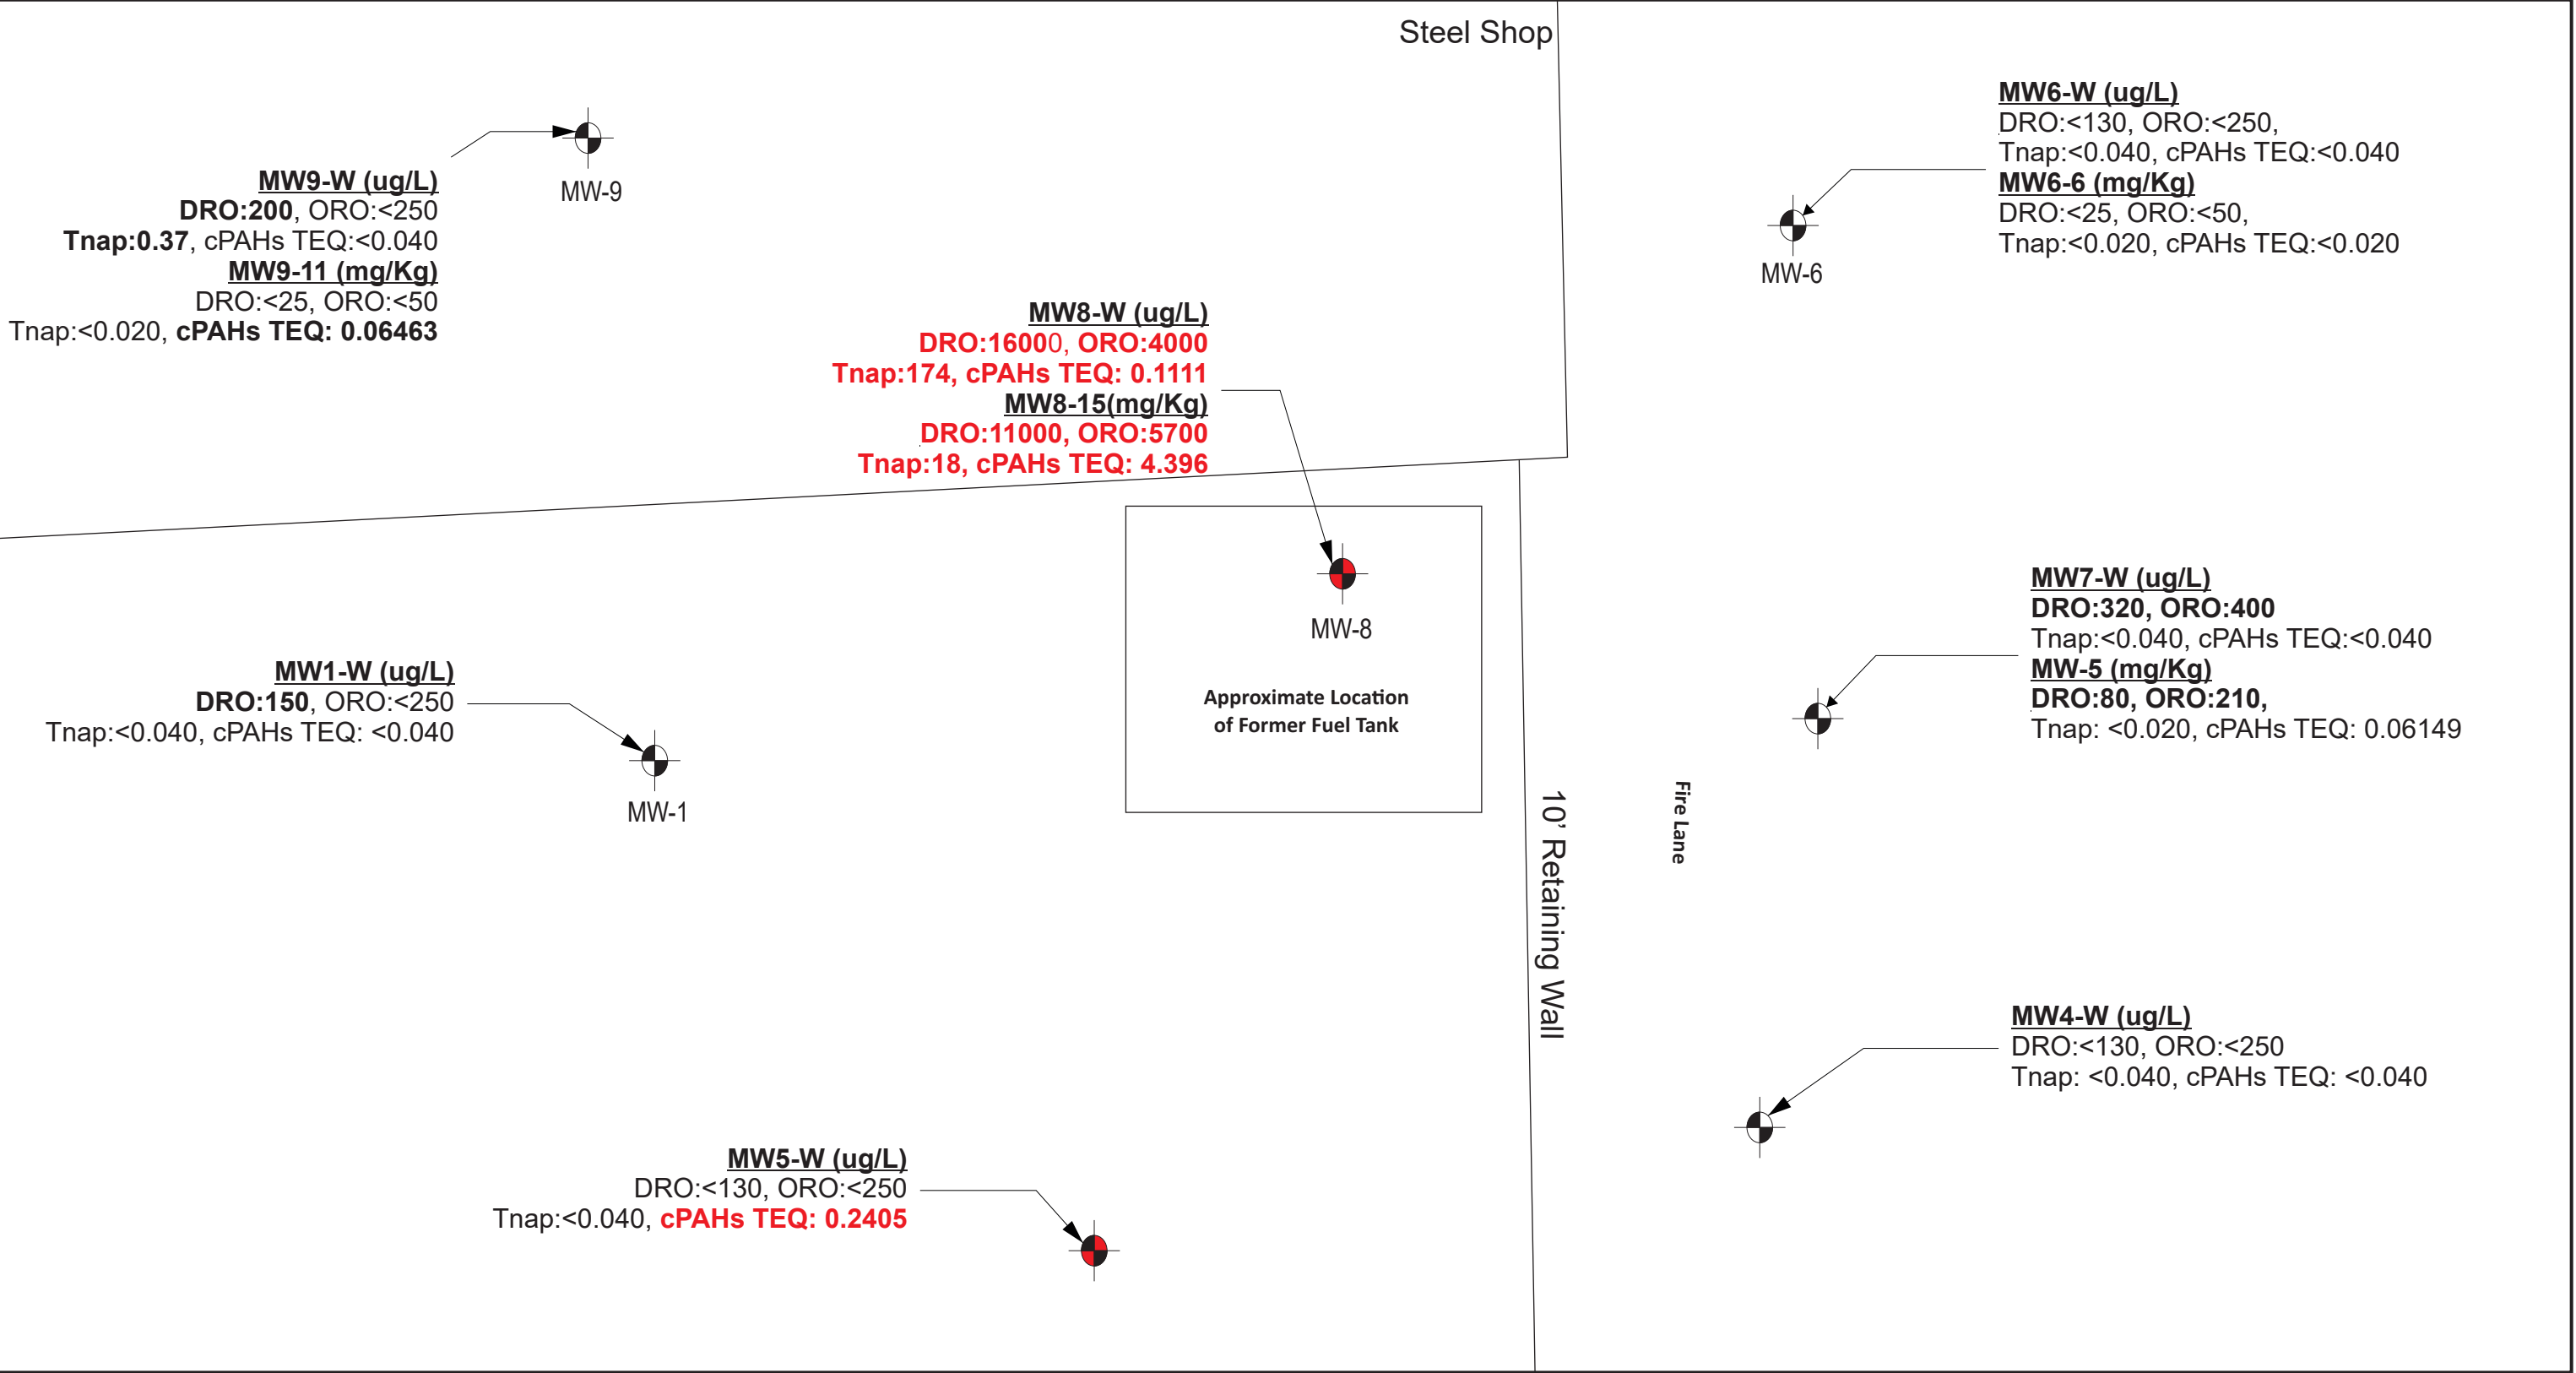 Steel Shop
MW9-W (ug/L)
DRO:200, ORO:<250
Tnap:0.37, cPAHs TEQ:<0.040
MW9-11 (mg/Kg)
DRO:<25, ORO:<50
Tnap:<0.020, cPAHs TEQ: 0.06463
MW-9
MW6-W (ug/L)
DRO:<130, ORO:<250,
Tnap:<0.040, cPAHs TEQ:<0.040
MW6-6 (mg/Kg)
DRO:<25, ORO:<50,
Tnap:<0.020, cPAHs TEQ:<0.020
MW-6
MW8-W (ug/L)
DRO:16000, ORO:4000
Tnap:174, cPAHs TEQ: 0.1111
MW8-15(mg/Kg)
DRO:11000, ORO:5700
Tnap:18, cPAHs TEQ: 4.396
MW-8
Approximate Location
of Former Fuel Tank
MW7-W (ug/L)
DRO:320, ORO:400
Tnap:<0.040, cPAHs TEQ:<0.040
MW-5 (mg/Kg)
DRO:80, ORO:210,
Tnap: <0.020, cPAHs TEQ: 0.06149
MW1-W (ug/L)
DRO:150, ORO:<250
Tnap:<0.040, cPAHs TEQ: <0.040
MW-1
10’ Retaining Wall
Fire Lane
MW4-W (ug/L)
DRO:<130, ORO:<250
Tnap: <0.040, cPAHs TEQ: <0.040
MW5-W (ug/L)
DRO:<130, ORO:<250
Tnap:<0.040, cPAHs TEQ: 0.2405